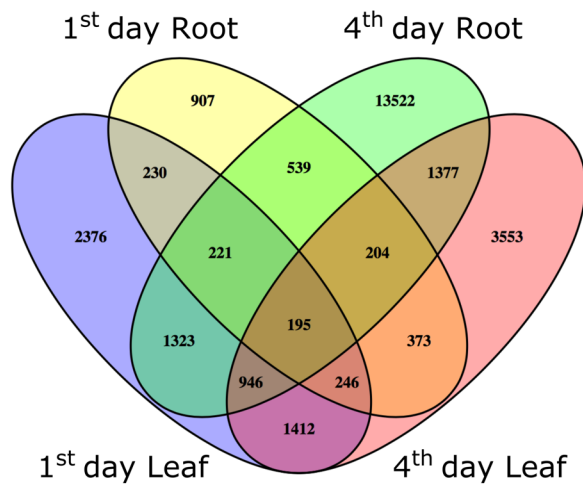 1st day Root 4th day Root
907 13522
230 539 1377
2376 221 204 3553
195
1323 373
946 246
1412
1st day Leaf 4th day Leaf